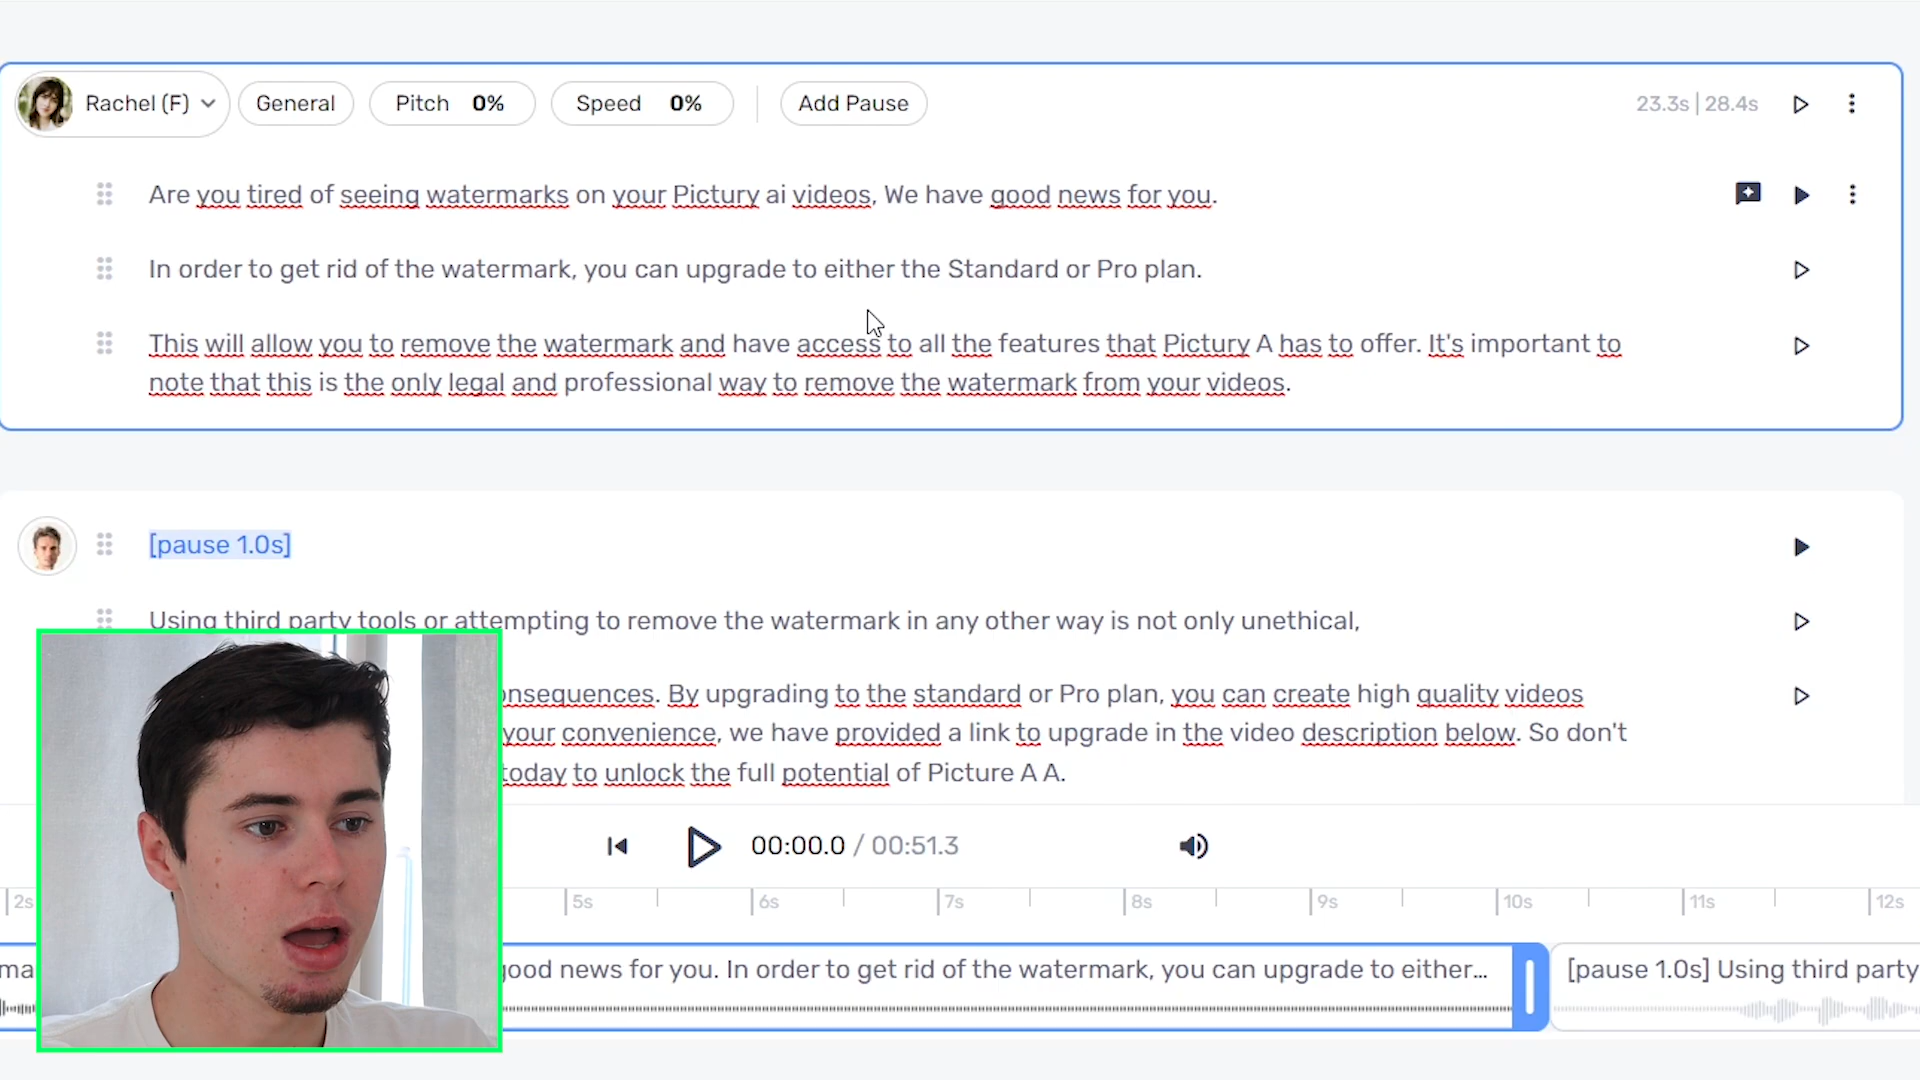 Rachel (F) General Pitch 0% Speed 0% Add Pause 23.3s | 28.4s
Are you tired of seeing watermarks on your Pictury ai videos, We have good news for you.
In order to get rid of the watermark, you can upgrade to either the Standard or Pro plan.
This will allow you to remove the watermark and have access to all the features that Pictury A has to offer. It's important to
note that this is the only legal and professional way to remove the watermark from your videos.
[pause 1.0s]
Using third party tools or attempting to remove the watermark in any other way is not only unethical,
onsequences. By upgrading to the standard or Pro plan, you can create high quality videos
your convenience, we have provided a link to upgrade in the video description below. So don't
today to unlock the full potential of Picture A A.
00:00.0 / 00:51.3
2s 5s 6s 7s 8s 9s 10s 11s 12s
ma good news for you. In order to get rid of the watermark, you can upgrade to either... [pause 1.0s] Using third party